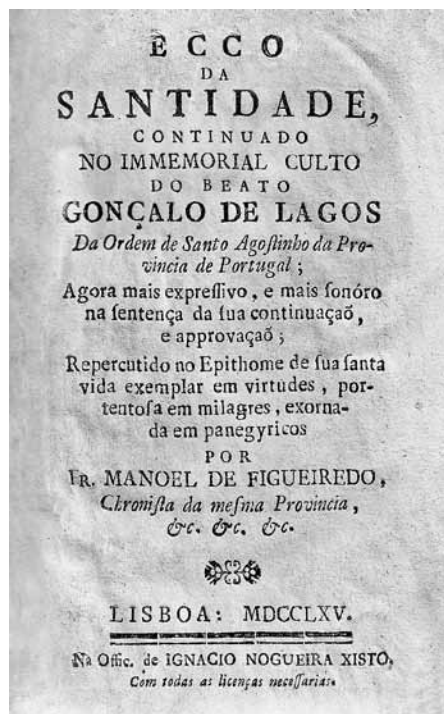 ECCO
DA
SANTIDADE,
CONTINUADO
NO IMMEMORIAL CULTO
DO BEATO
GONÇALO DE LAGOS
Da Ordem de Santo Agoſtinho da Pro-
vincia de Portugal ;
Agora mais expreſſivo , e mais ſonóro
na ſentença da ſua continuaçaõ ,
e approvaçaõ ;
Repercutido no Epithome de ſua ſanta
vida exemplar em virtudes , por-
tentoſa em milagres , exorna-
da em panegyricos
POR
FR. MANOEL DE FIGUEIREDO,
Chroniſta da meſma Provincia ,
&c. &c. &c.
LISBOA: MDCCLXV.
Na Offic. de IGNACIO NOGUEIRA XISTO,
Com todas as licenças neceſſarias.